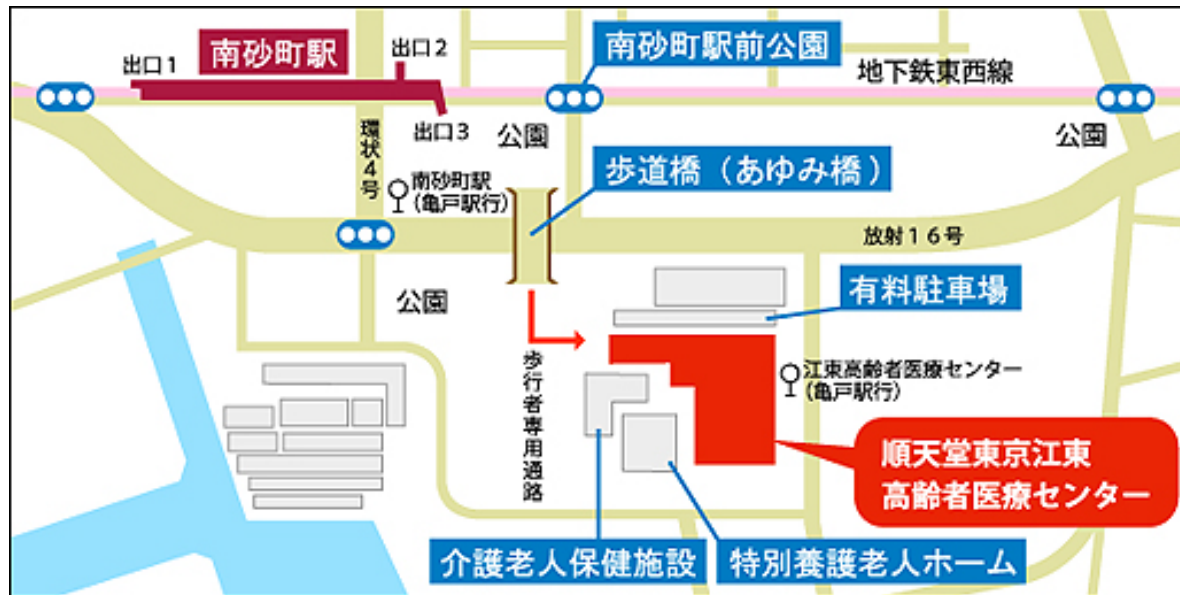 南砂町駅
出口2
南砂町駅前公園
出口1
地下鉄東西線
出口3
公園
公園
環状4号
南砂町駅
(亀戸駅行)
歩道橋（あゆみ橋）
放射16号
公園
有料駐車場
歩行者専用通路
江東高齢者医療センター
(亀戸駅行)
順天堂東京江東
高齢者医療センター
介護老人保健施設
特別養護老人ホーム